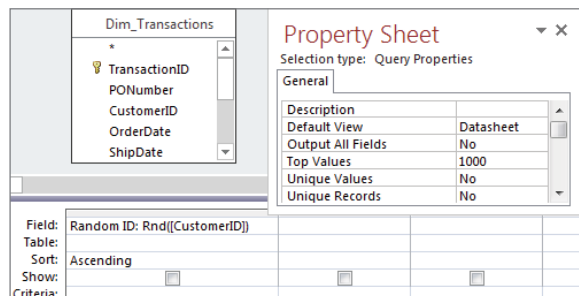 Dim_Transactions
*
TransactionID
PONumber
CustomerID
OrderDate
ShipDate
Property Sheet
Selection type: Query Properties
General
Description
Default View Datasheet
Output All Fields No
Top Values 1000
Unique Values No
Unique Records No
Field: Random ID: Rnd([CustomerID])
Table:
Sort: Ascending
Show:
Criteria: